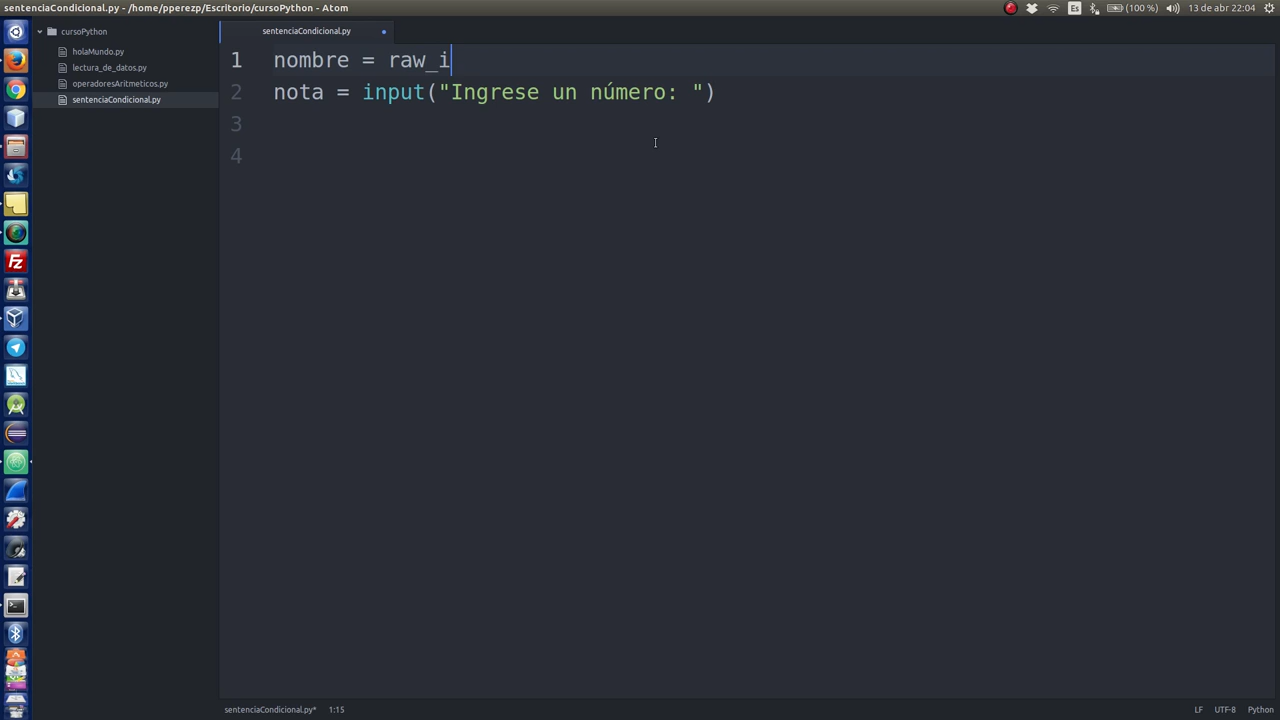 sentenciaCondicional.py - /home/pperezp/Escritorio/cursoPython - Atom
Es
(100 %)
13 de abr 22:04
cursoPython
holaMundo.py
lectura_de_datos.py
operadoresAritmeticos.py
sentenciaCondicional.py
sentenciaCondicional.py
1 nombre = raw_i
2 nota = input("Ingrese un número: ")
3
4
sentenciaCondicional.py* 1:15
LF UTF-8 Python